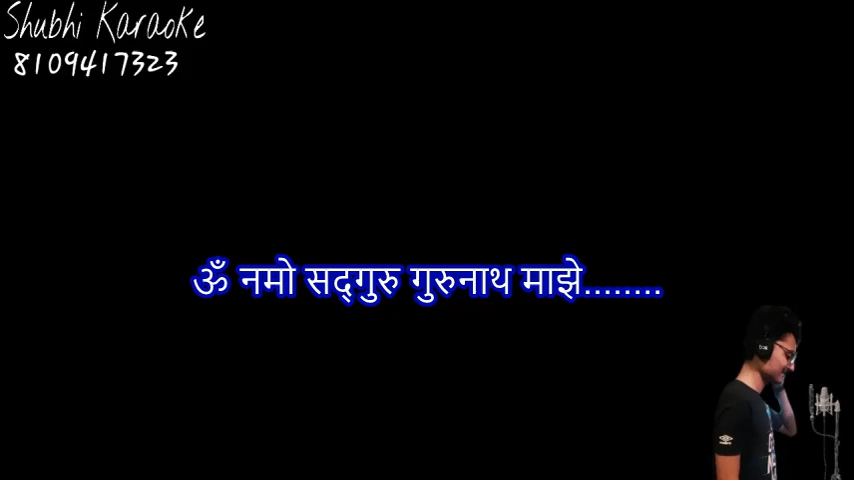 Shubhi Karaoke
8109417323
ॐ नमो सद्‌गुरु गुरुनाथ माझे........